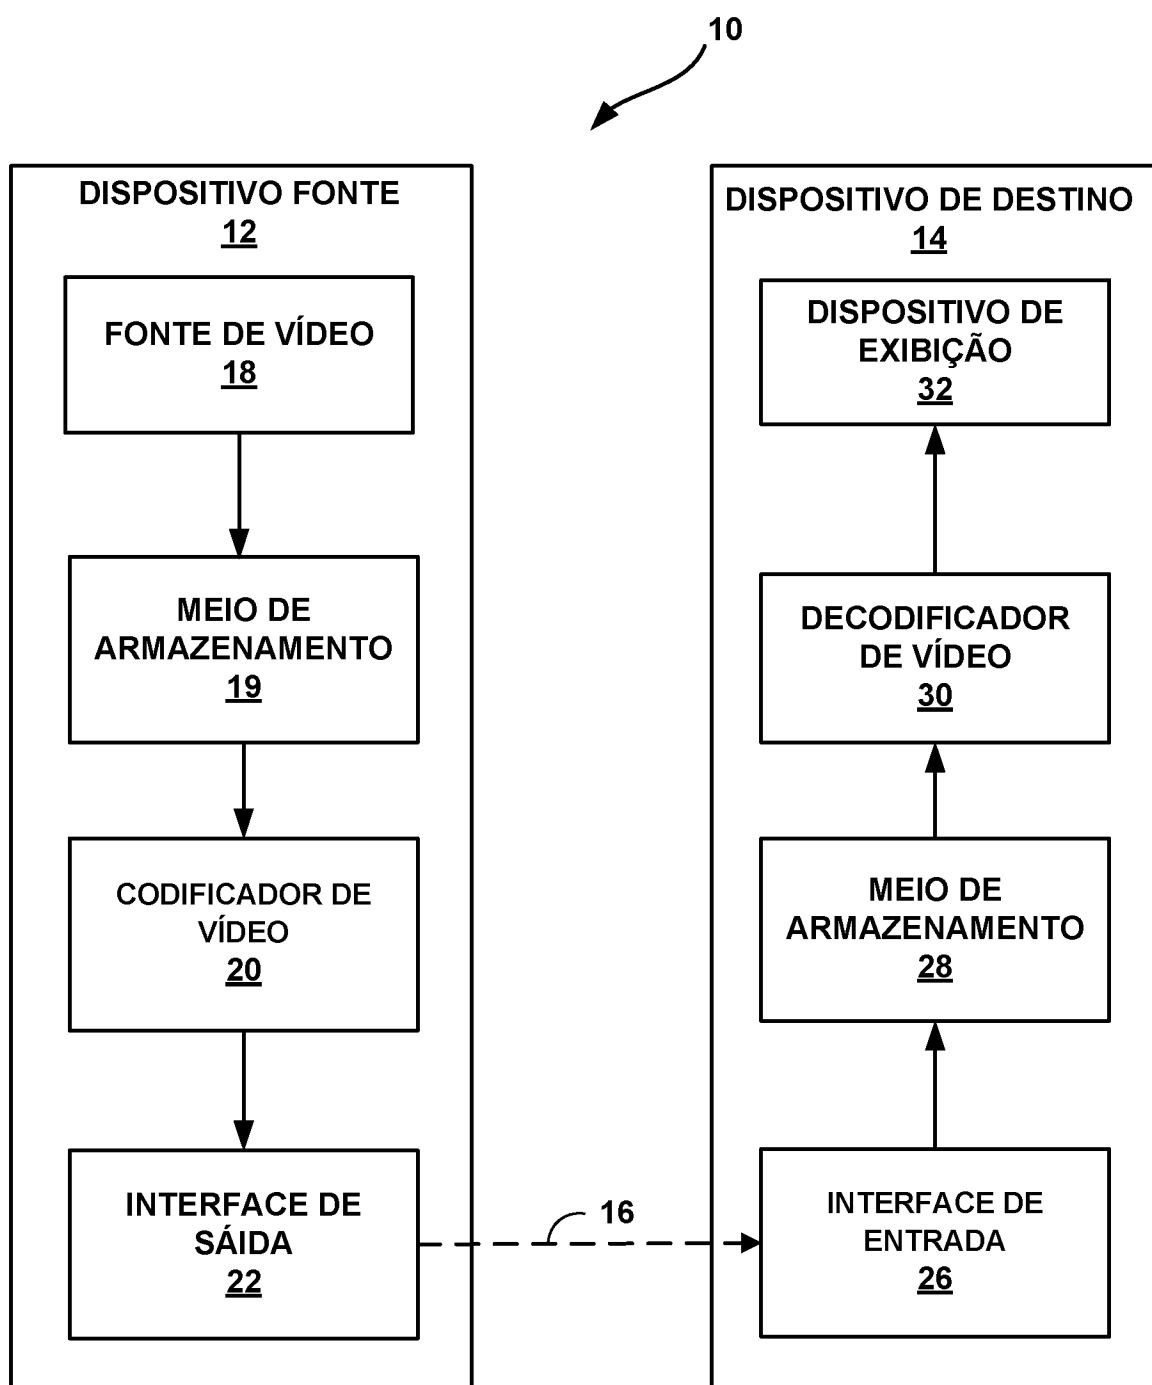 10
DISPOSITIVO FONTE
12
FONTE DE VÍDEO
18
MEIO DE
ARMAZENAMENTO
19
CODIFICADOR DE
VÍDEO
20
INTERFACE DE
SÁIDA
22
16
DISPOSITIVO DE DESTINO
14
DISPOSITIVO DE
EXIBIÇÃO
32
DECODIFICADOR
DE VÍDEO
30
MEIO DE
ARMAZENAMENTO
28
INTERFACE DE
ENTRADA
26